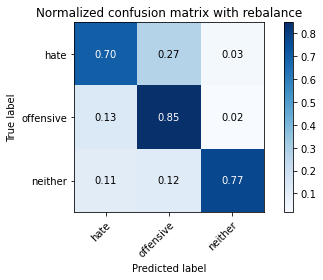 Normalized confusion matrix with rebalance
True label
hate
offensive
neither
0.70 0.27 0.03
0.13 0.85 0.02
0.11 0.12 0.77
hate
offensive
neither
Predicted label
0.8
0.7
0.6
0.5
0.4
0.3
0.2
0.1